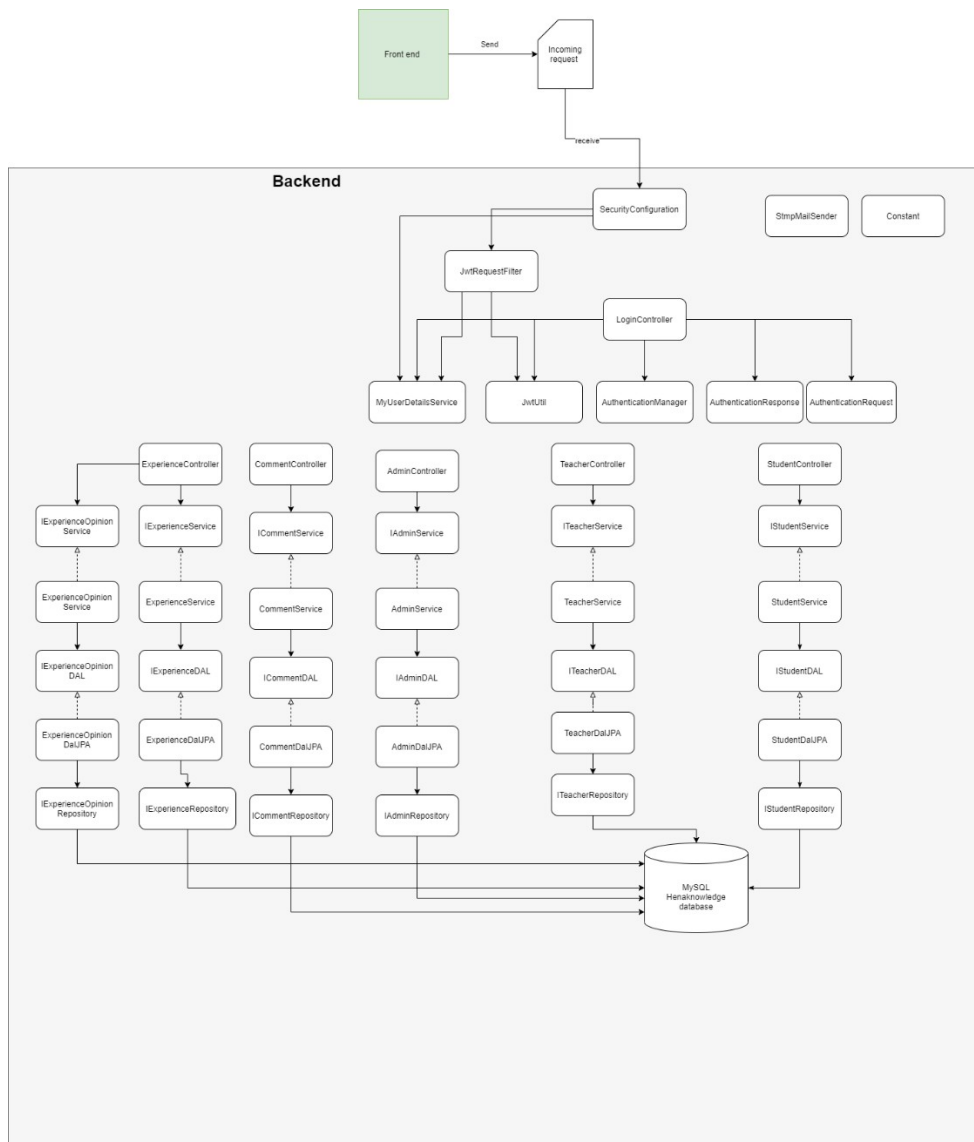 Front end
Send
Incoming
request
receive
Backend
SecurityConfiguration
StmpMailSender
Constant
JwtRequestFilter
LoginController
MyUserDetailsService
JwtUtil
AuthenticationManager
AuthenticationResponse
AuthenticationRequest
ExperienceController
CommentController
AdminController
TeacherController
StudentController
IExperienceOpinion
Service
IExperienceService
ICommentService
IAdminService
ITeacherService
IStudentService
ExperienceOpinion
Service
ExperienceService
CommentService
AdminService
TeacherService
StudentService
IExperienceOpinion
DAL
IExperienceDAL
ICommentDAL
IAdminDAL
ITeacherDAL
IStudentDAL
ExperienceOpinion
DalJPA
ExperienceDalJPA
CommentDalJPA
AdminDalJPA
TeacherDalJPA
StudentDalJPA
IExperienceOpinion
Repository
IExperienceRepository
ICommentRepository
IAdminRepository
ITeacherRepository
IStudentRepository
MySQL
Henaknowledge
database